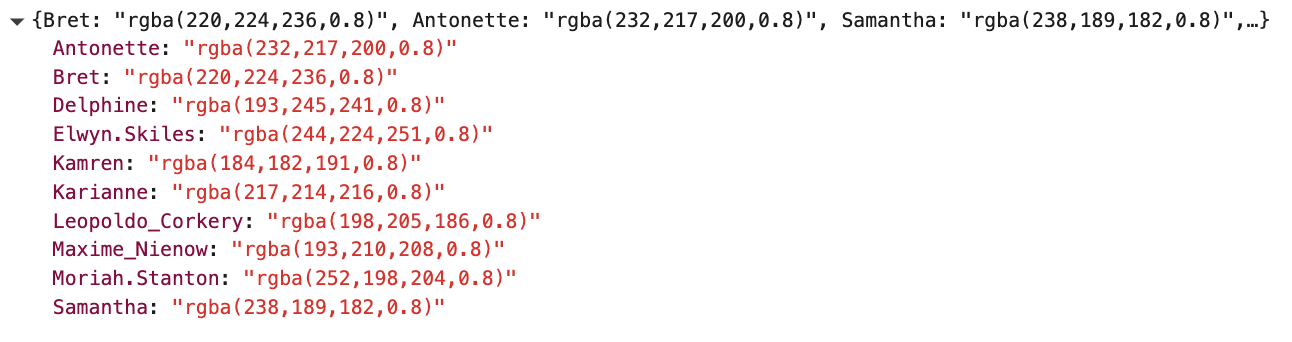 {Bret: "rgba(220,224,236,0.8)", Antonette: "rgba(232,217,200,0.8)", Samantha: "rgba(238,189,182,0.8)",…}
Antonette: "rgba(232,217,200,0.8)"
Bret: "rgba(220,224,236,0.8)"
Delphine: "rgba(193,245,241,0.8)"
Elwyn.Skiles: "rgba(244,224,251,0.8)"
Kamren: "rgba(184,182,191,0.8)"
Karianne: "rgba(217,214,216,0.8)"
Leopoldo_Corkery: "rgba(198,205,186,0.8)"
Maxime_Nienow: "rgba(193,210,208,0.8)"
Moriah.Stanton: "rgba(252,198,204,0.8)"
Samantha: "rgba(238,189,182,0.8)"